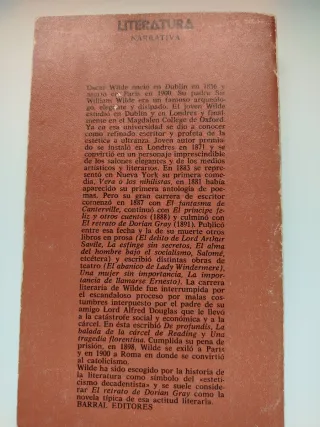 LITERATURA
NARRATIVA
Oscar Wilde nació en Dublín en 1856 y
murió en París en 1900. Su padre Sir
William Wilde era un famoso arqueólo-
go, elegante y disipado. El joven Wilde
estudió en Dublín y en Londres y final-
mente en el Magdalen College de Oxford.
Ya en era universidad se dio a conocer
como refinado escritor y profeta de la
estética a ultranza. Joven autor premia-
do se instaló en Londres en 1871 y se
convirtió en un personaje imprescindible
de los salones elegantes y de los medios
artísticos y literarios. En 1883 se repre-
sentó en Nueva York su primera come-
dia, Vera o los nihilistas, en 1881 había
aparecido su primera antología de poe-
mas. Pero su gran carrera de escritor
comenzó en 1887 con El fantasma de
Canterville, continuó con El príncipe fe-
liz y otros cuentos (1888) y culminó con
El retrato de Dorian Gray (1891). Publicó
entre esa fecha y la de su muerte otros
libros en prosa (El delito de Lord Arthur
Savile, La esfinge sin secretos, El alma
del hombre bajo el socialismo, Salomé,
etcétera) y escribió distintas obras de
teatro (El abanico de Lady Windermere),
Una mujer sin importancia, La impor-
tancia de llamarse Ernesto). La carrera
literaria de Wilde fue interrumpida por
el escandaloso proceso por malas cos-
tumbres interpuesto por el padre de su
amigo Lord Alfred Douglas que le llevó
a la catástrofe social y económica y a la
cárcel. En ésta escribió De profundis, La
balada de la cárcel de Reading y Una
tragedia florentina. Cumplida su pena de
prisión, en 1898, Wilde se exilió a París
y en 1900 a Roma en donde se convirtió
al catolicismo.
Wilde ha sido escogido por la historia de
la literatura como símbolo del «esteti-
cismo decadentista» y se suele conside-
rar El retrato de Dorian Gray como la
novela típica de esa actitud literaria.
BARRAL EDITORES